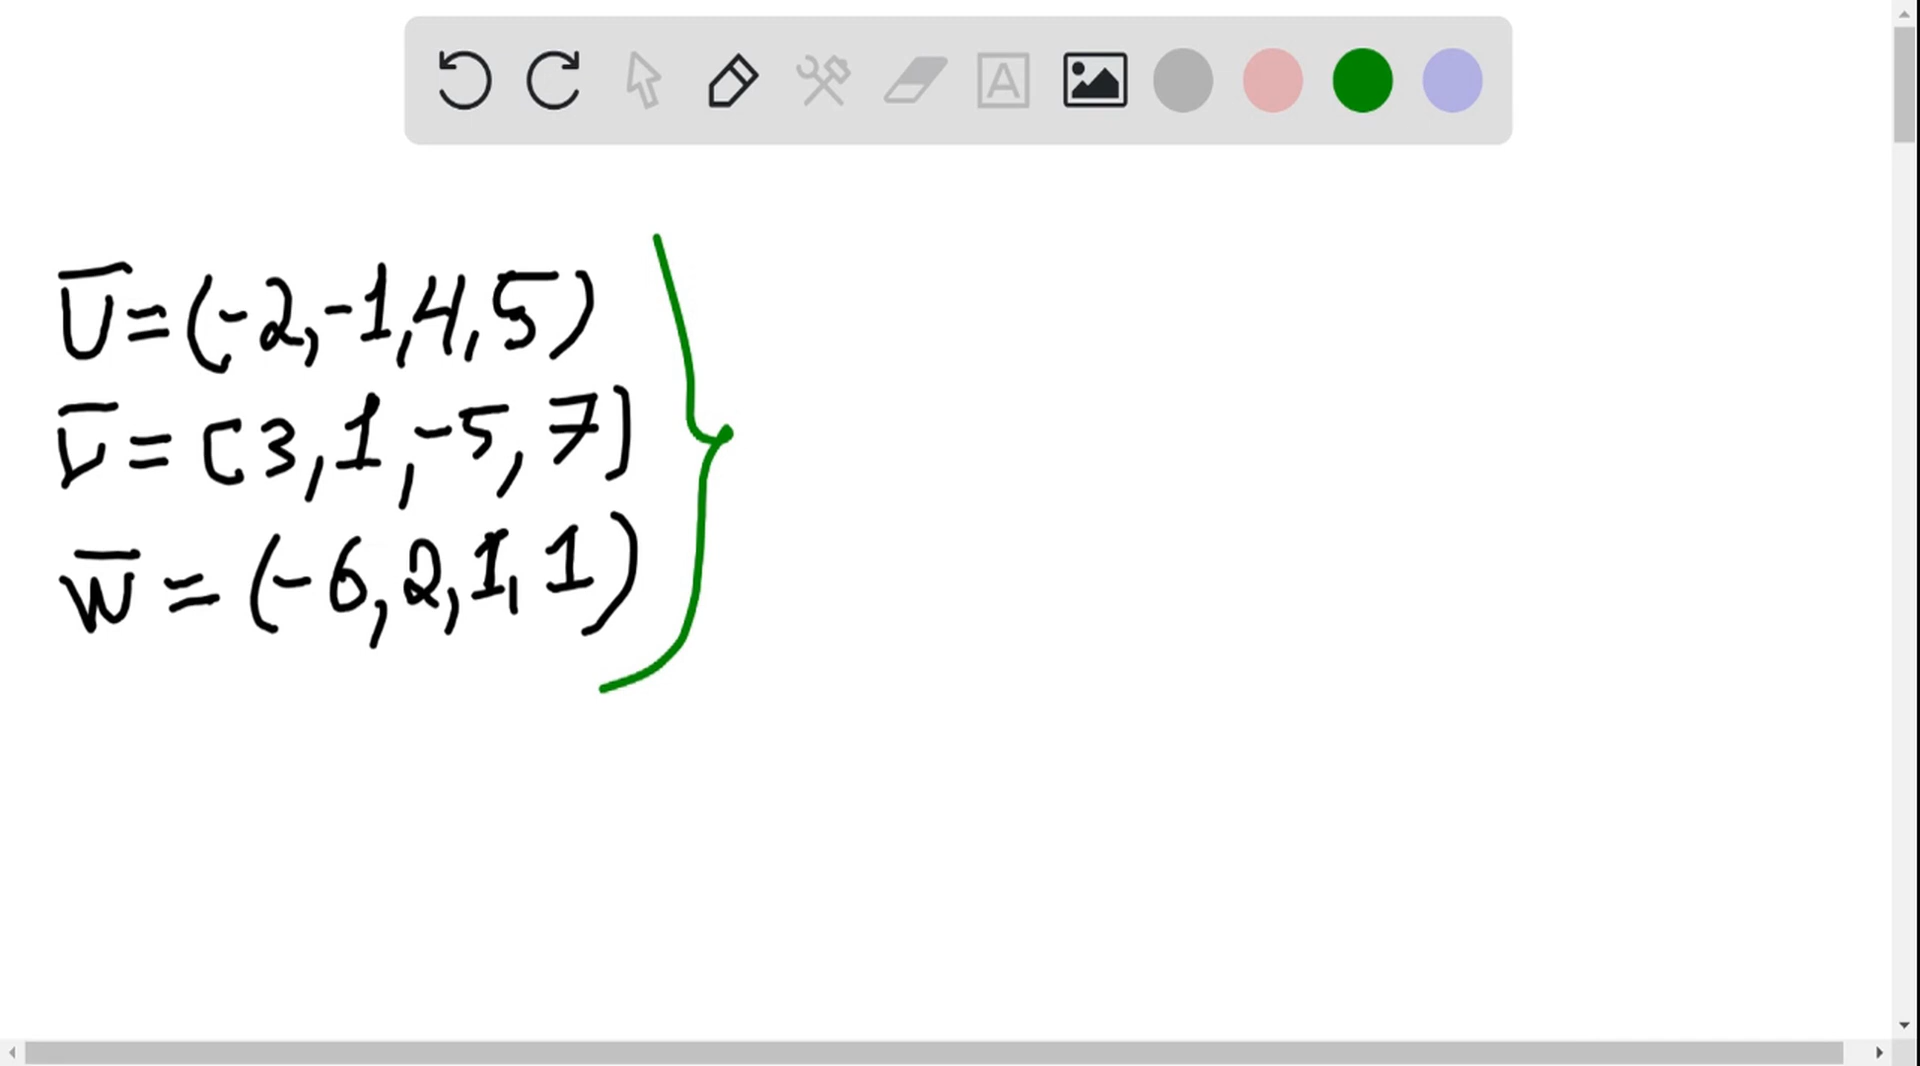 A
U̅=(-2,-1,4,5)
v̅=[3,1,-5,7]
w̅=(-6,2,1,1)